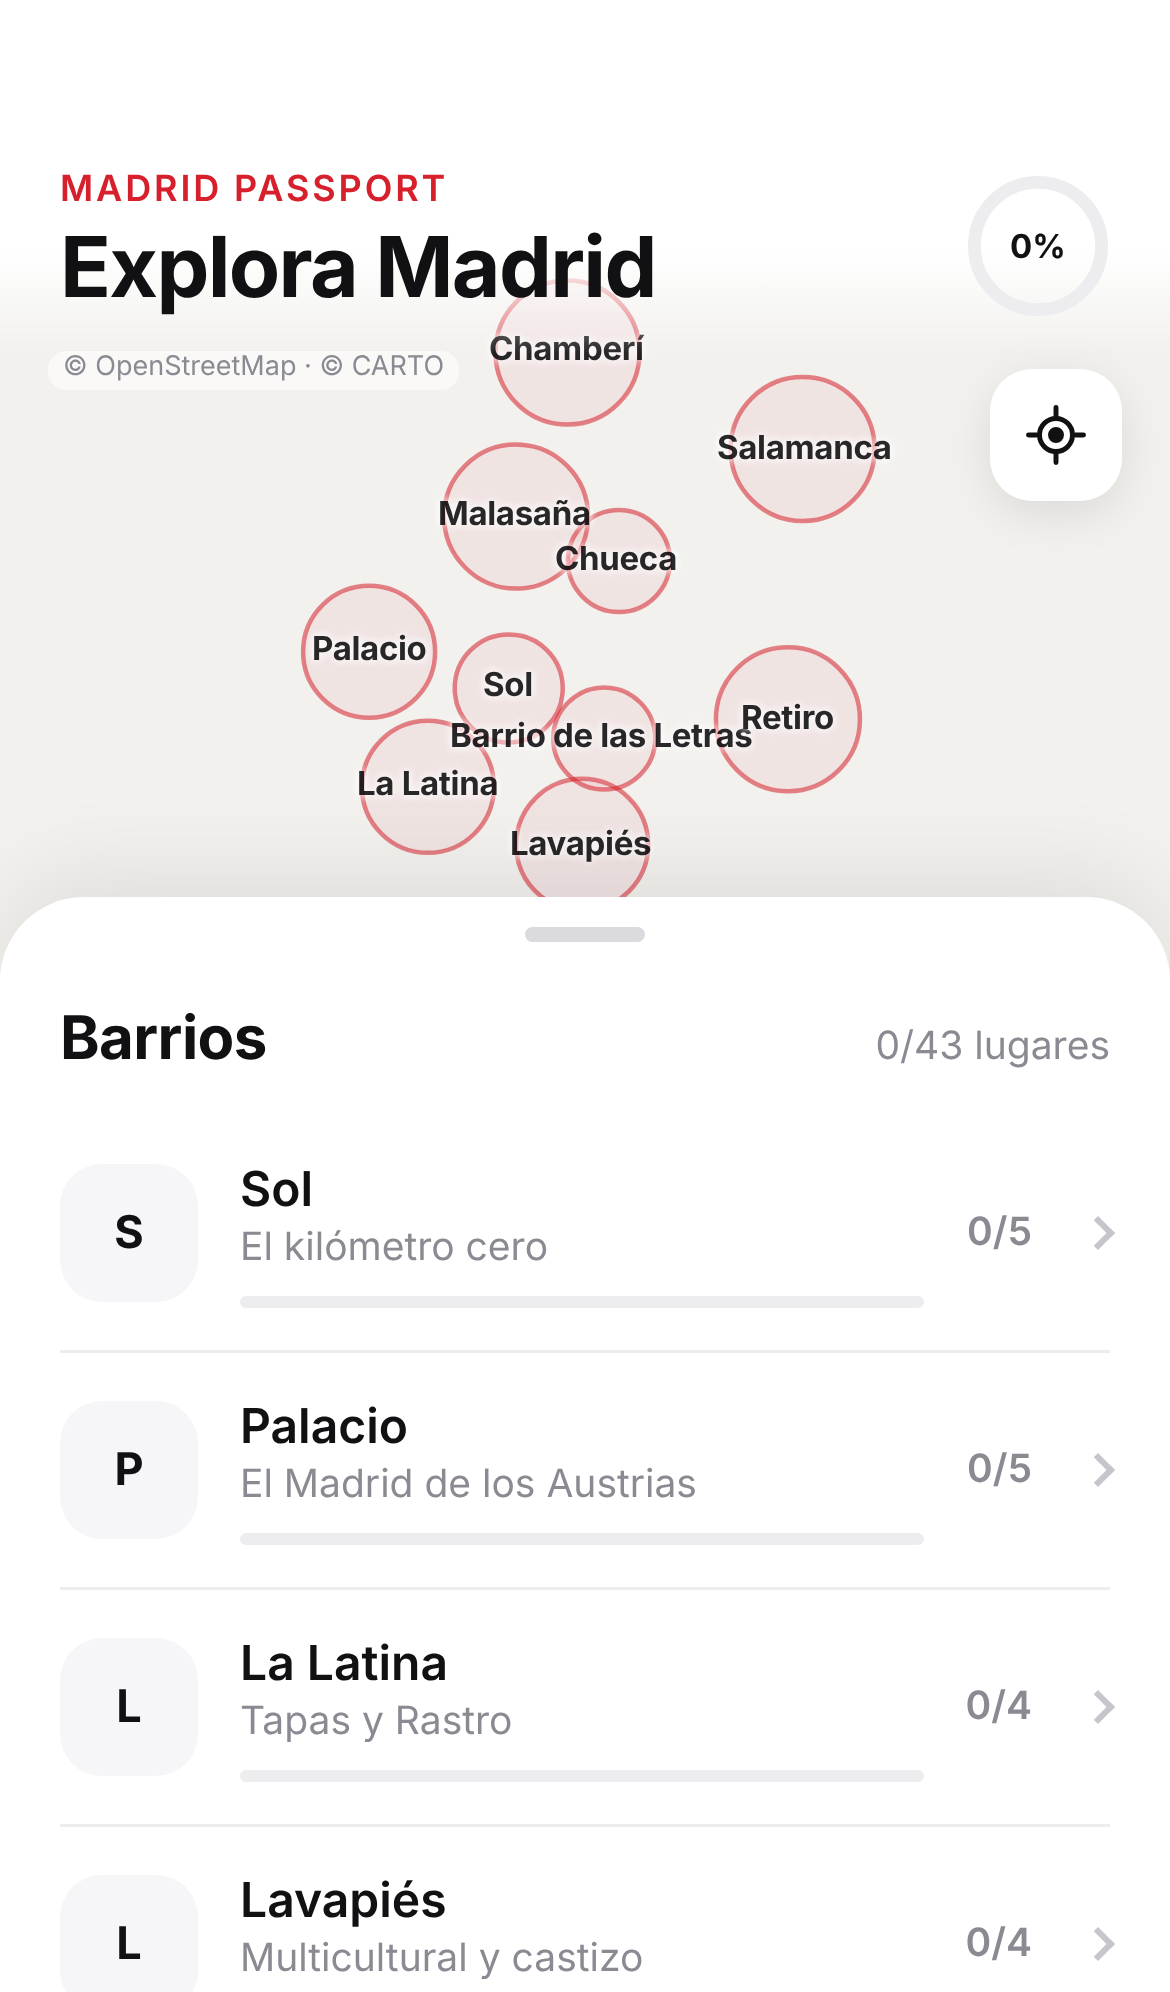 MADRID PASSPORT
Explora Madrid
0%
© OpenStreetMap · © CARTO
Chamberí
Salamanca
Malasaña
Chueca
Palacio
Sol
Retiro
Barrio de las Letras
La Latina
Lavapiés
Barrios
0/43 lugares
S
Sol
El kilómetro cero
0/5
P
Palacio
El Madrid de los Austrias
0/5
L
La Latina
Tapas y Rastro
0/4
L
Lavapiés
Multicultural y castizo
0/4